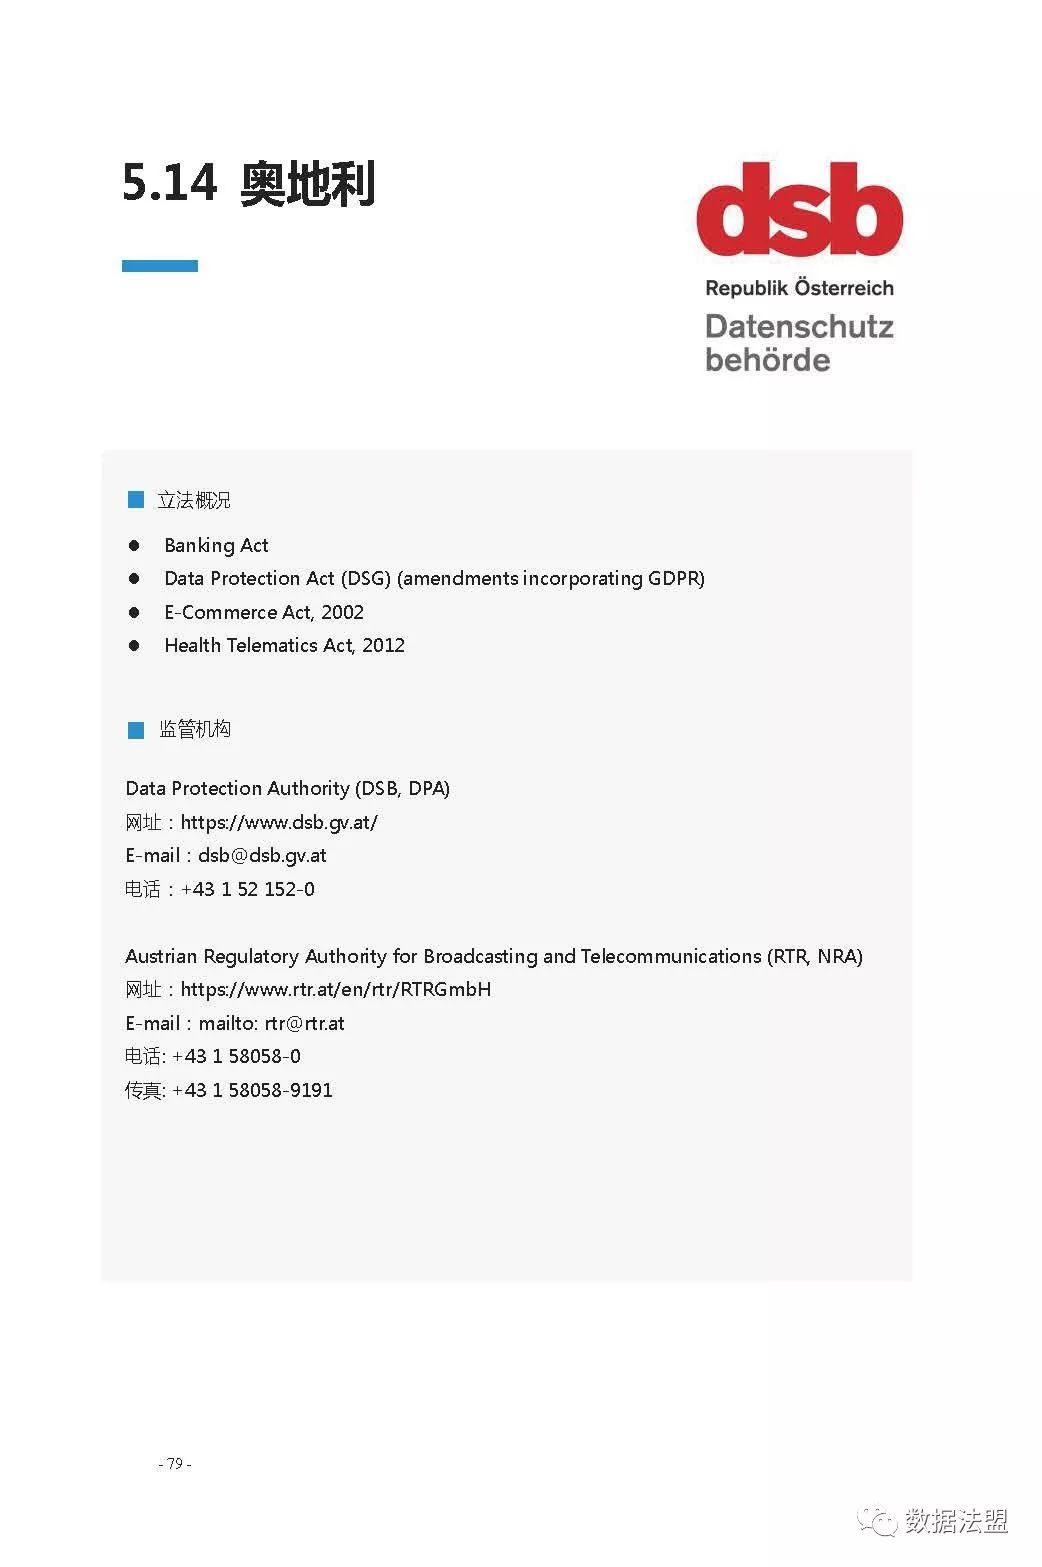 5.14 奥地利
dsb
Republik Österreich
Datenschutz
behörde
立法概况
● Banking Act
● Data Protection Act (DSG) (amendments incorporating GDPR)
● E-Commerce Act, 2002
● Health Telematics Act, 2012
监管机构
Data Protection Authority (DSB, DPA)
网址：https://www.dsb.gv.at/
E-mail：dsb@dsb.gv.at
电话：+43 1 52 152-0
Austrian Regulatory Authority for Broadcasting and Telecommunications (RTR, NRA)
网址：https://www.rtr.at/en/rtr/RTRGmbH
E-mail：mailto: rtr@rtr.at
电话: +43 1 58058-0
传真: +43 1 58058-9191
- 79 -
数据法盟